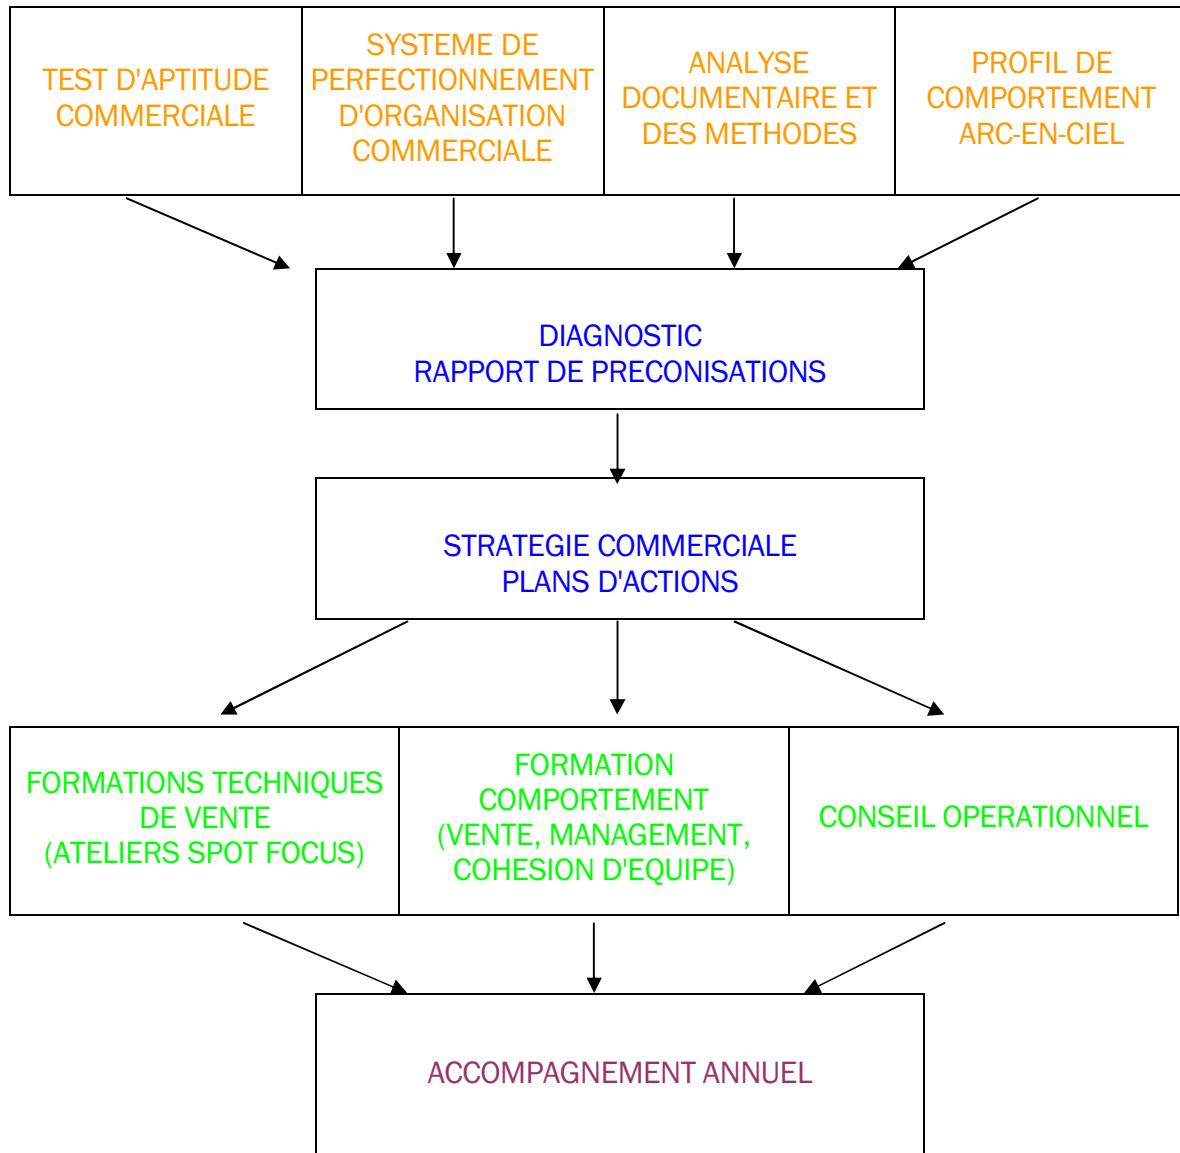 TEST D'APTITUDE
COMMERCIALE
SYSTEME DE
PERFECTIONNEMENT
D'ORGANISATION
COMMERCIALE
ANALYSE
DOCUMENTAIRE ET
DES METHODES
PROFIL DE
COMPORTEMENT
ARC-EN-CIEL
DIAGNOSTIC
RAPPORT DE PRECONISATIONS
STRATEGIE COMMERCIALE
PLANS D'ACTIONS
FORMATIONS TECHNIQUES
DE VENTE
(ATELIERS SPOT FOCUS)
FORMATION
COMPORTEMENT
(VENTE, MANAGEMENT,
COHESION D'EQUIPE)
CONSEIL OPERATIONNEL
ACCOMPAGNEMENT ANNUEL